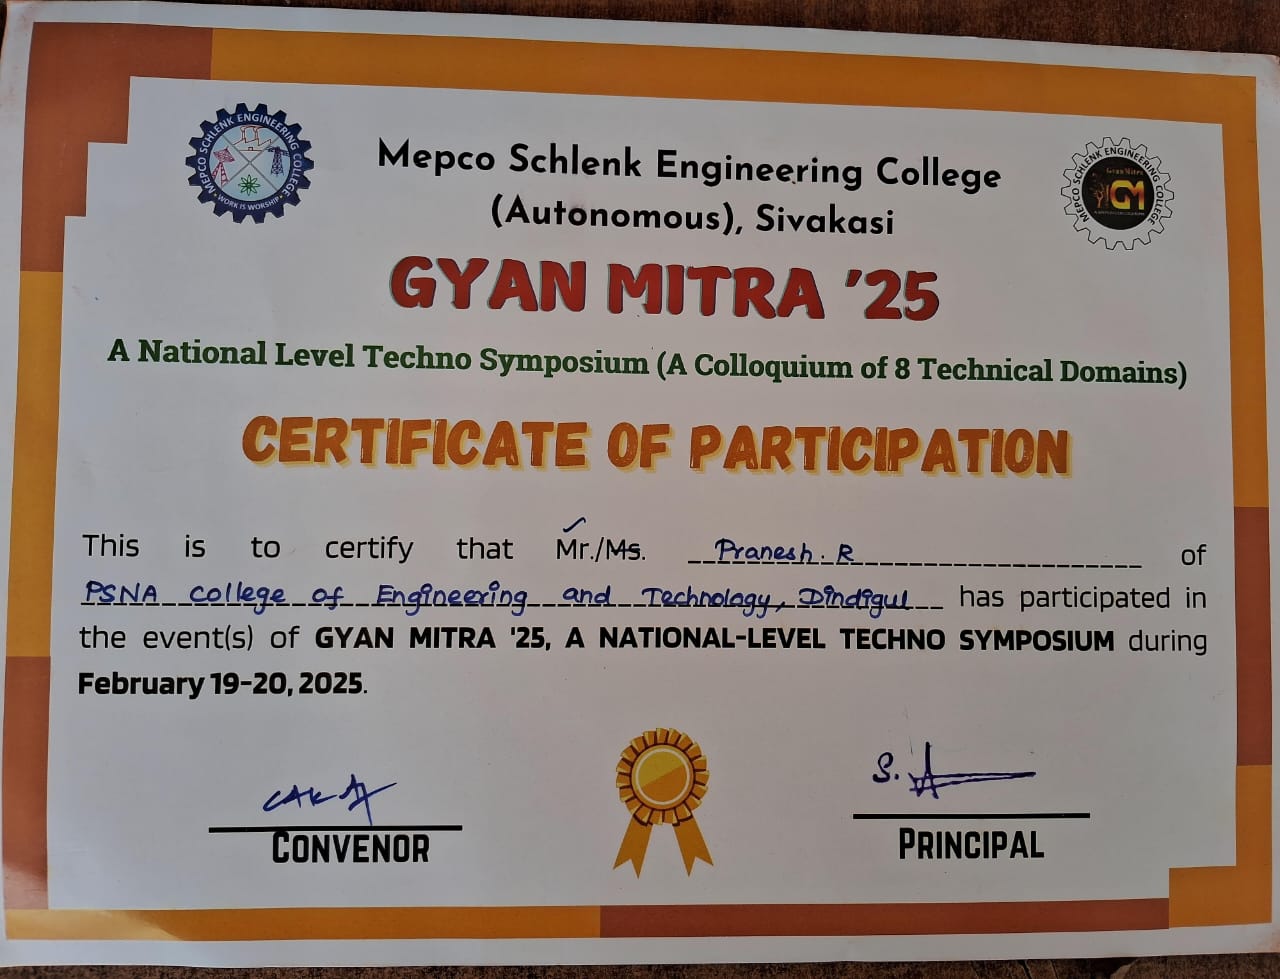 MEPCO SCHLENK ENGINEERING COLLEGE
WORK IS WORSHIP
Mepco Schlenk Engineering College
(Autonomous), Sivakasi
MEPCO SCHLENK ENGINEERING COLLEGE
Gyan Mitra
GM
GYAN MITRA '25
A National Level Techno Symposium (A Colloquium of 8 Technical Domains)
CERTIFICATE OF PARTICIPATION
This is to certify that Mr./Ms. Pranesh. R of
PSNA College of Engineering and Technology, Dindigul has participated in
the event(s) of GYAN MITRA '25, A NATIONAL-LEVEL TECHNO SYMPOSIUM during
February 19-20, 2025.
S.
CONVENOR
PRINCIPAL